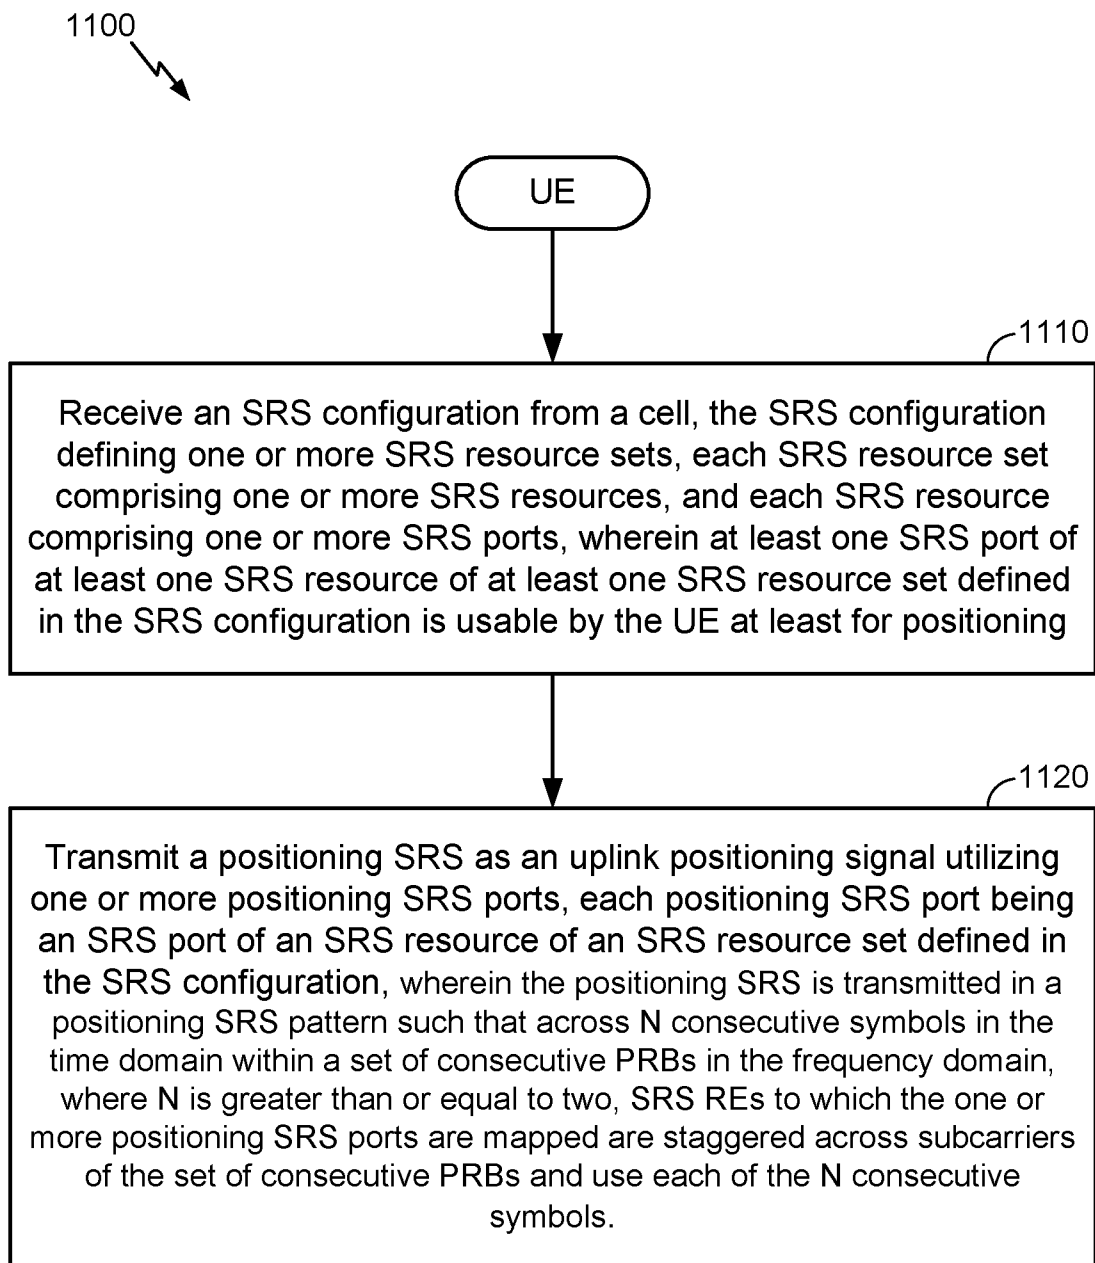 1100
UE
1110
Receive an SRS configuration from a cell, the SRS configuration
defining one or more SRS resource sets, each SRS resource set
comprising one or more SRS resources, and each SRS resource
comprising one or more SRS ports, wherein at least one SRS port of
at least one SRS resource of at least one SRS resource set defined
in the SRS configuration is usable by the UE at least for positioning
1120
Transmit a positioning SRS as an uplink positioning signal utilizing
one or more positioning SRS ports, each positioning SRS port being
an SRS port of an SRS resource of an SRS resource set defined in
the SRS configuration, wherein the positioning SRS is transmitted in a
positioning SRS pattern such that across N consecutive symbols in the
time domain within a set of consecutive PRBs in the frequency domain,
where N is greater than or equal to two, SRS REs to which the one or
more positioning SRS ports are mapped are staggered across subcarriers
of the set of consecutive PRBs and use each of the N consecutive
symbols.